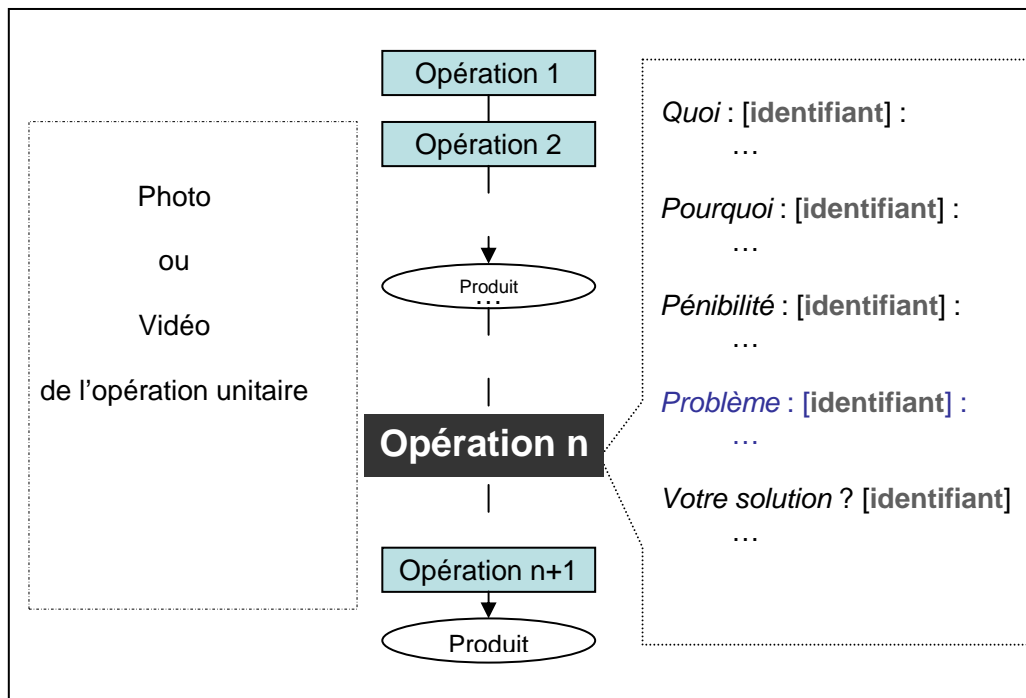 Photo
ou
Vidéo
de l’opération unitaire
Opération 1
Opération 2
Produit
…
Opération n
Opération n+1
Produit
Quoi : [identifiant] :
…
Pourquoi : [identifiant] :
…
Pénibilité : [identifiant] :
…
Problème : [identifiant] :
…
Votre solution ? [identifiant]
…